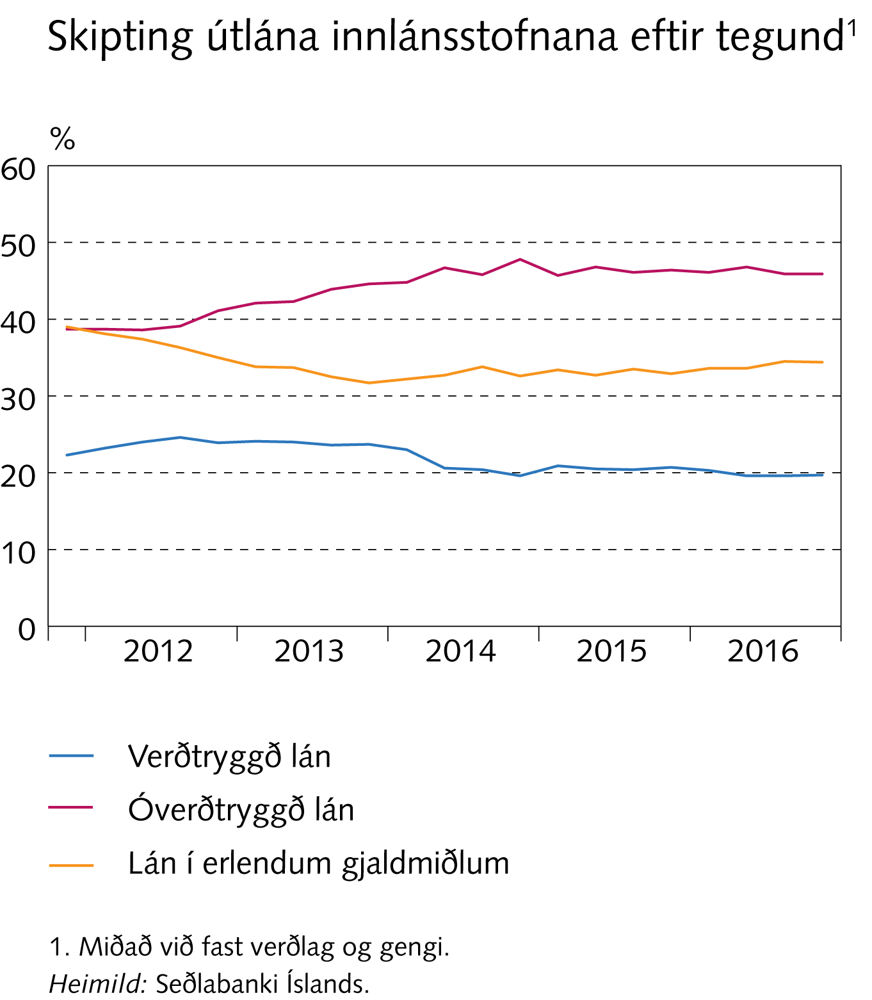 Skipting útlána innlánsstofnana eftir tegund¹
%
60
50
40
30
20
10
0
2012 2013 2014 2015 2016
Verðtryggð lán
Óverðtryggð lán
Lán í erlendum gjaldmiðlum
1. Miðað við fast verðlag og gengi.
Heimild: Seðlabanki Íslands.